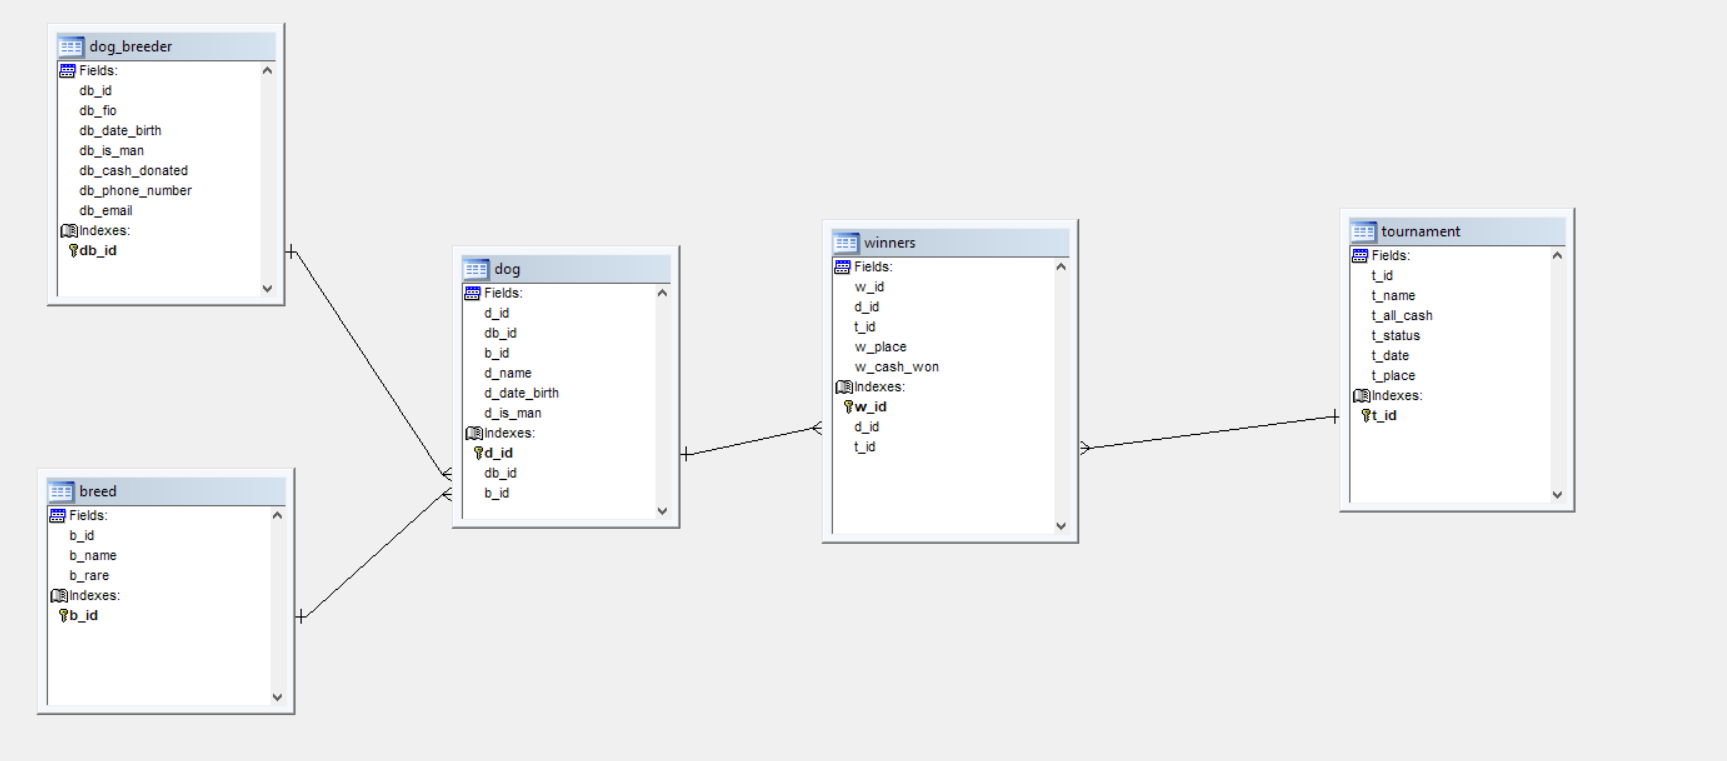 dog_breeder
Fields:
db_id
db_fio
db_date_birth
db_is_man
db_cash_donated
db_phone_number
db_email
Indexes:
db_id
breed
Fields:
b_id
b_name
b_rare
Indexes:
b_id
dog
Fields:
d_id
db_id
b_id
d_name
d_date_birth
d_is_man
Indexes:
d_id
db_id
b_id
winners
Fields:
w_id
d_id
t_id
w_place
w_cash_won
Indexes:
w_id
d_id
t_id
tournament
Fields:
t_id
t_name
t_all_cash
t_status
t_date
t_place
Indexes:
t_id